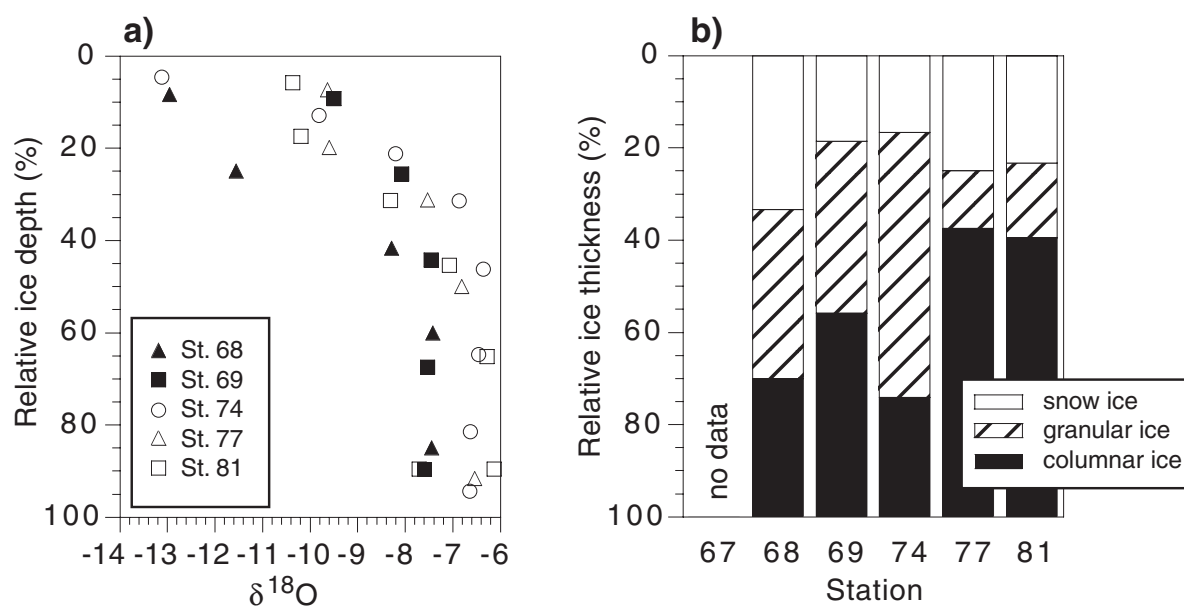 a)
Relative ice depth (%)
0
20
40
60
80
100
St. 68
St. 69
St. 74
St. 77
St. 81
-14 -13 -12 -11 -10 -9 -8 -7 -6
δ18O
b)
Relative ice thickness (%)
0
20
40
60
80
100
no data
snow ice
granular ice
columnar ice
67 68 69 74 77 81
Station